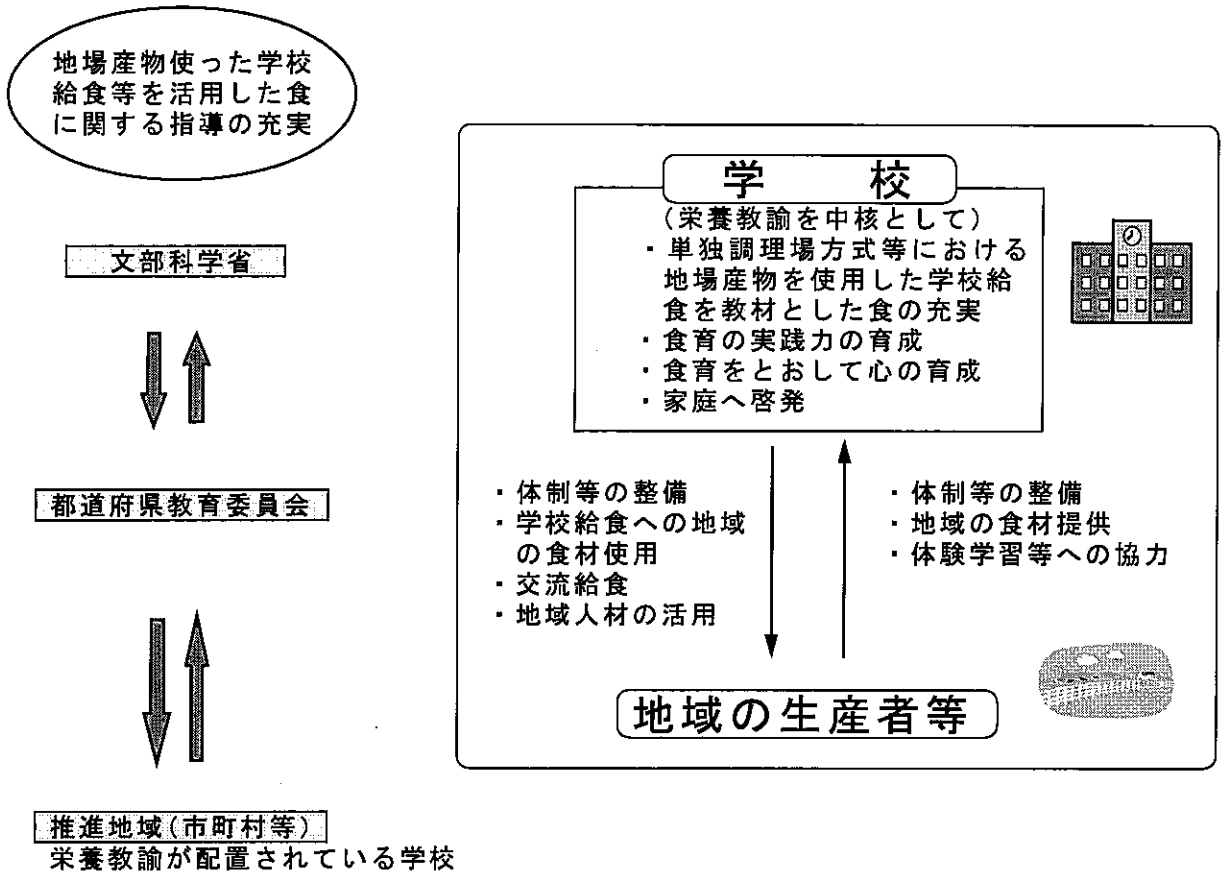 地場産物使った学校
給食等を活用した食
に関する指導の充実
文部科学省
都道府県教育委員会
推進地域(市町村等)
栄養教諭が配置されている学校
学　校
(栄養教諭を中核として)
・単独調理場方式等における
地場産物を使用した学校給
食を教材とした食の充実
・食育の実践力の育成
・食育をとおして心の育成
・家庭へ啓発
・体制等の整備
・学校給食への地域
の食材使用
・交流給食
・地域人材の活用
・体制等の整備
・地域の食材提供
・体験学習等への協力
地域の生産者等